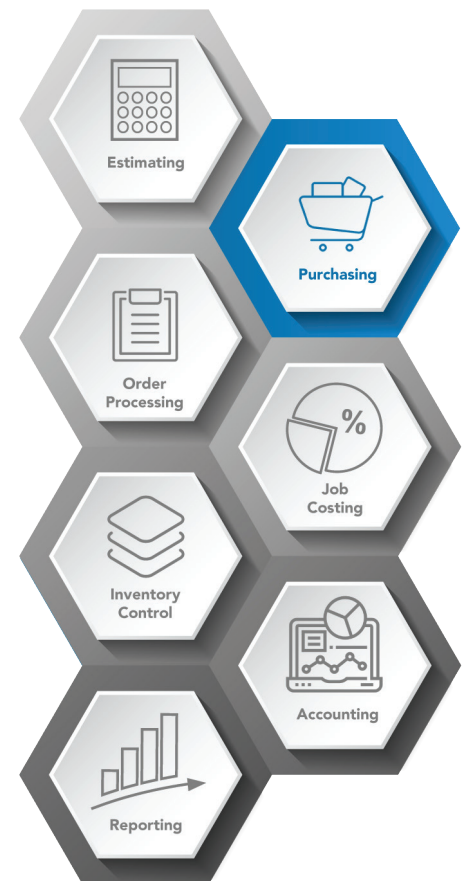 Estimating
Purchasing
Order
Processing
%
Job
Costing
Inventory
Control
Accounting
Reporting